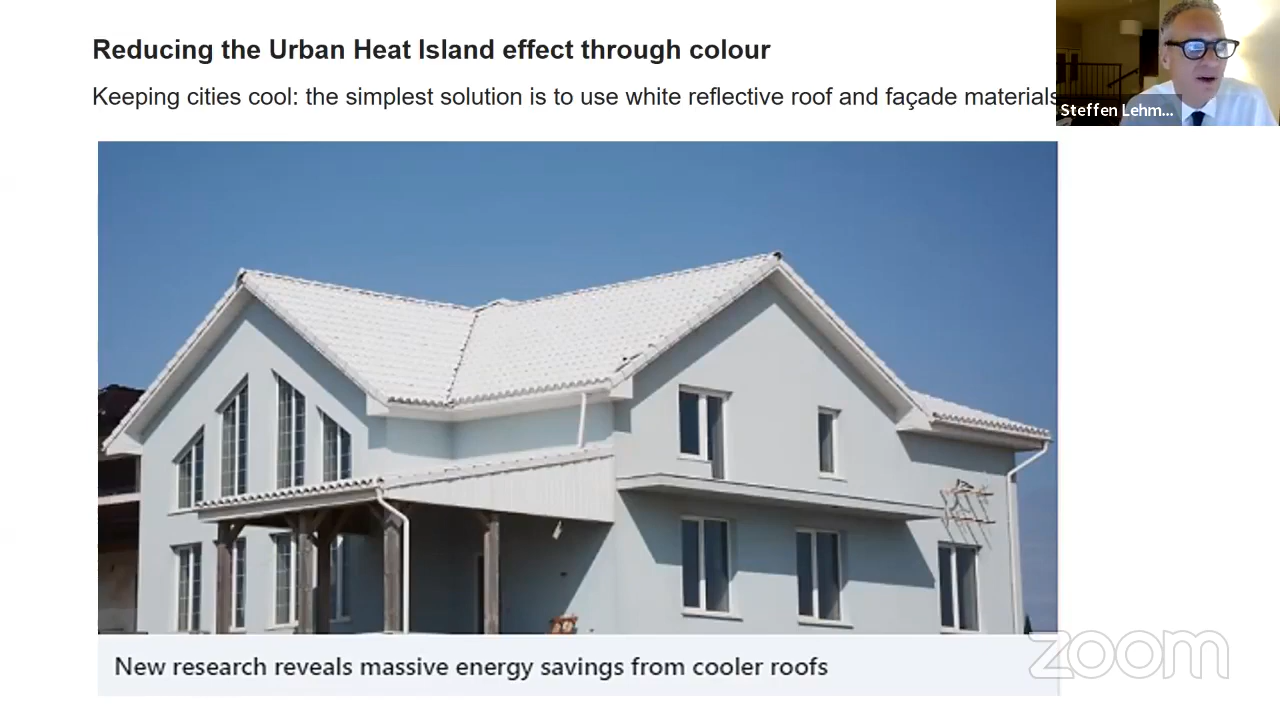 Reducing the Urban Heat Island effect through colour
Keeping cities cool: the simplest solution is to use white reflective roof and façade materials
Steffen Lehm...
New research reveals massive energy savings from cooler roofs
zoom